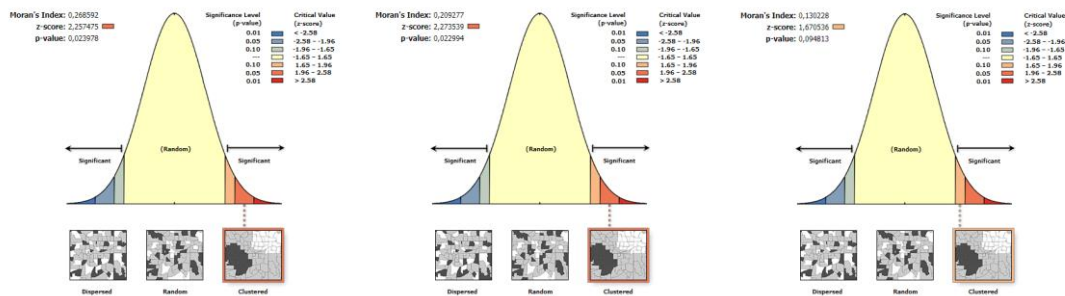 Moran's Index: 0,268592
z-score: 2,257475
p-value: 0,023978
Significance Level
(p-value)
Critical Value
(z-score)
0.01 < -2.58
0.05 -2.58 - -1.96
0.10 -1.96 - -1.65
--- -1.65 - 1.65
0.10 1.65 - 1.96
0.05 1.96 - 2.58
0.01 > 2.58
(Random)
Significant
Significant
Dispersed
Random
Clustered
Moran's Index: 0,209277
z-score: 2,273539
p-value: 0,022994
Significance Level
(p-value)
Critical Value
(z-score)
0.01 < -2.58
0.05 -2.58 - -1.96
0.10 -1.96 - -1.65
--- -1.65 - 1.65
0.10 1.65 - 1.96
0.05 1.96 - 2.58
0.01 > 2.58
(Random)
Significant
Significant
Dispersed
Random
Clustered
Moran's Index: 0,130228
z-score: 1,670536
p-value: 0,094813
Significance Level
(p-value)
Critical Value
(z-score)
0.01 < -2.58
0.05 -2.58 - -1.96
0.10 -1.96 - -1.65
--- -1.65 - 1.65
0.10 1.65 - 1.96
0.05 1.96 - 2.58
0.01 > 2.58
(Random)
Significant
Significant
Dispersed
Random
Clustered